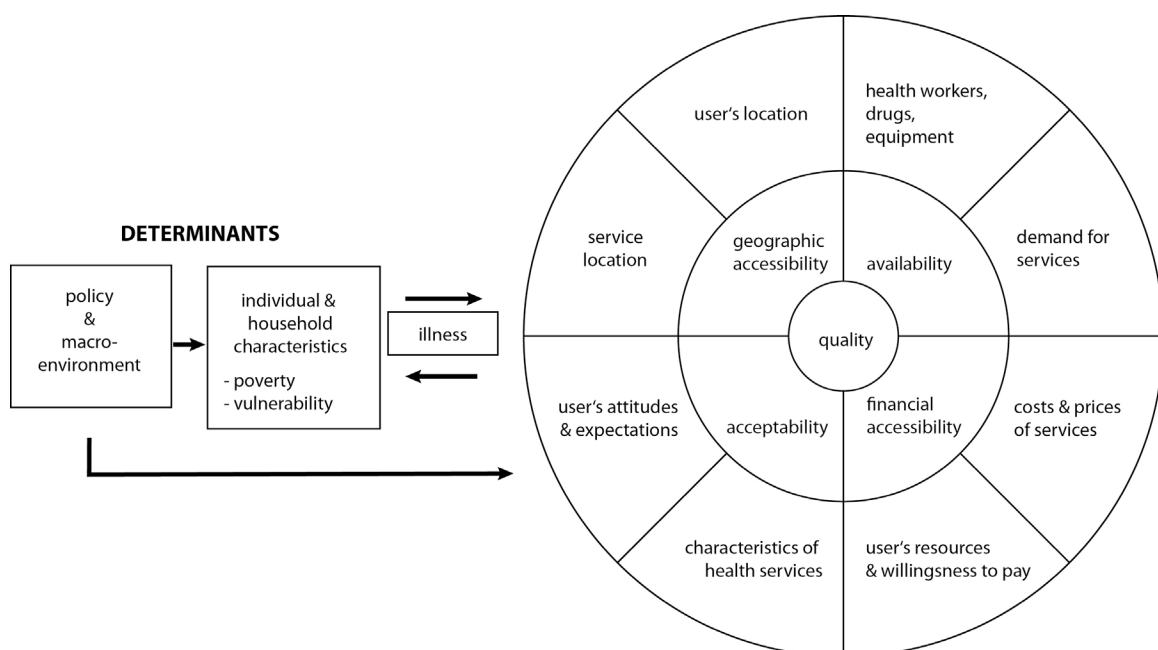 DETERMINANTS
policy
&
macro-
environment
individual &
household
characteristics
- poverty
- vulnerability
illness
user's location
health workers,
drugs,
equipment
service
location
geographic
accessibility
availability
demand for
services
quality
user's attitudes
& expectations
acceptability
financial
accessibility
costs & prices
of services
characteristics of
health services
user's resources
& willingsness to pay